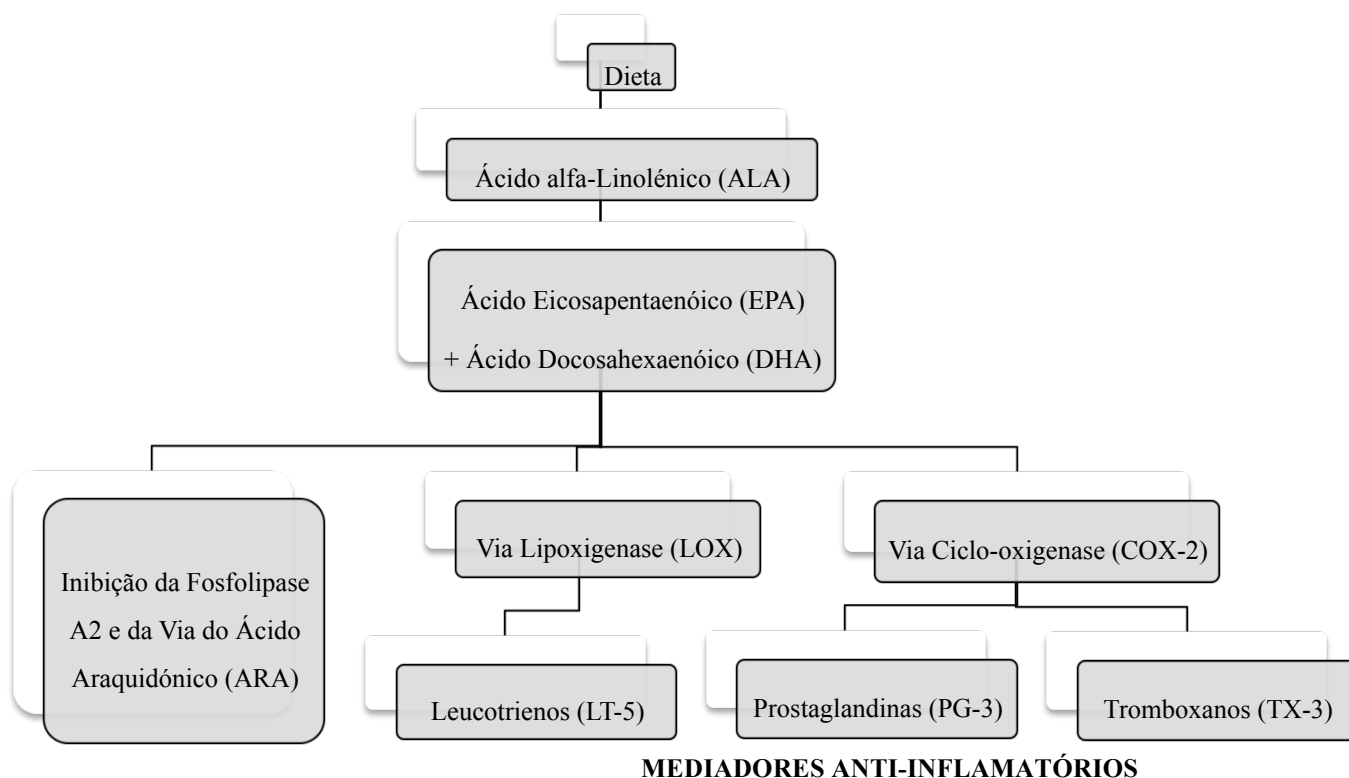 Dieta
Ácido alfa-Linolénico (ALA)
Ácido Eicosapentaenóico (EPA)
+ Ácido Docosahexaenóico (DHA)
Inibição da Fosfolipase
A2 e da Via do Ácido
Araquidónico (ARA)
Via Lipoxigenase (LOX)
Via Ciclo-oxigenase (COX-2)
Leucotrienos (LT-5)
Prostaglandinas (PG-3)
Tromboxanos (TX-3)
MEDIADORES ANTI-INFLAMATÓRIOS